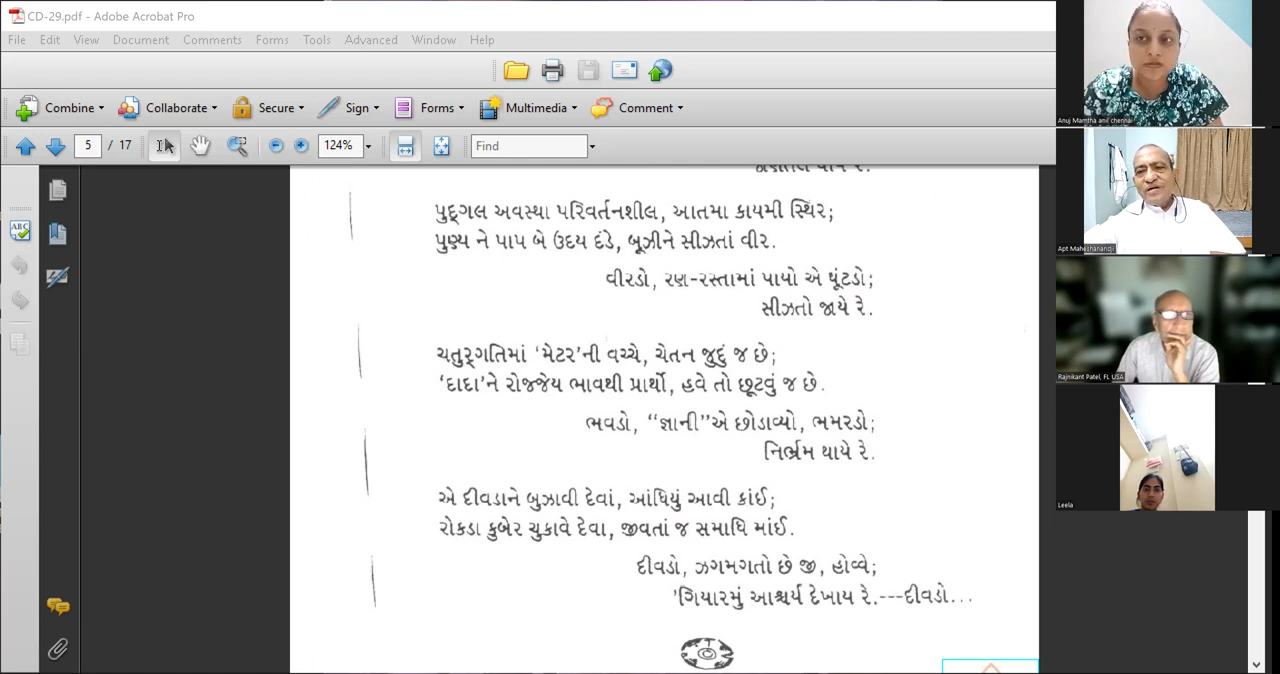 CD-29.pdf - Adobe Acrobat Pro
File Edit View Document Comments Forms Tools Advanced Window Help
Combine Collaborate Secure Sign Forms Multimedia Comment
5 / 17 124% Find
પુદ્ગલ અવસ્થા પરિવર્તનશીલ, આતમા કાયમી સ્થિર;
પુણ્ય ને પાપ બે ઉદય દંડે, બૂઝીને સીઝતાં વીર.
વીરડો, રણ-રસ્તામાં પાયો એ ઘૂંટડો;
સીઝતો જાયે રે.
ચતુર્ગતિમાં ‘મેટર’ની વચ્ચે, ચેતન જુદું જ છે;
‘દાદા’ને રોજ્જેય ભાવથી પ્રાર્થો, હવે તો છૂટવું જ છે.
ભવડો, “જ્ઞાની”એ છોડાવ્યો, ભમરડો;
નિર્ભ્રમ થાયે રે.
એ દીવડાને બુઝાવી દેવાં, આંધિયું આવી કાંઈ;
રોકડા કુબેર ચુકાવે દેવા, જીવતાં જ સમાધિ માંઈ.
દીવડો, ઝગમગતો છે જી, હોવ્વે;
'ગિયારમું આશ્ચર્ય દેખાય રે.---દીવડો...
Anuj Mamtha anil chennai
Apt Maheshanandji
Rajnikant Patel, FL USA
Leela